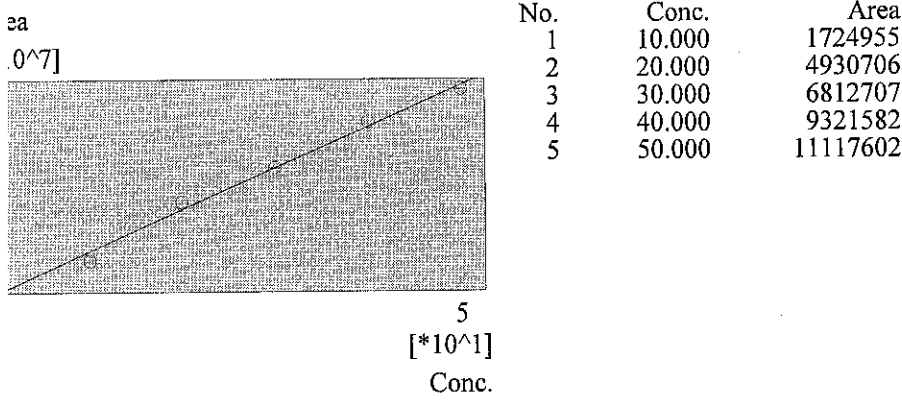 ea
.0^7]
5
[*10^1]
Conc.
No. Conc. Area
1 10.000 1724955
2 20.000 4930706
3 30.000 6812707
4 40.000 9321582
5 50.000 11117602